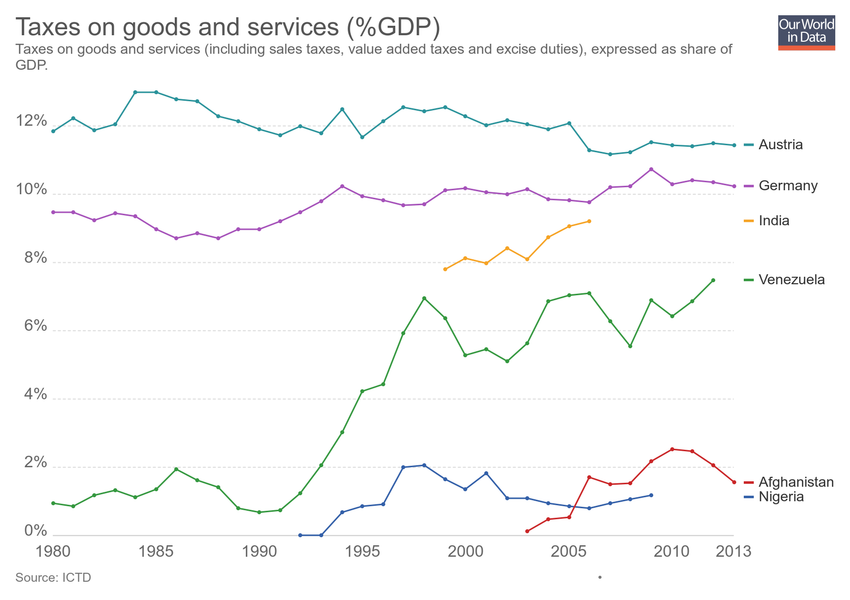 Taxes on goods and services (%GDP)
Our World
in Data
Taxes on goods and services (including sales taxes, value added taxes and excise duties), expressed as share of
GDP.
12%
10%
8%
6%
4%
2%
0%
Austria
Germany
India
Venezuela
Afghanistan
Nigeria
1980 1985 1990 1995 2000 2005 2010 2013
Source: ICTD